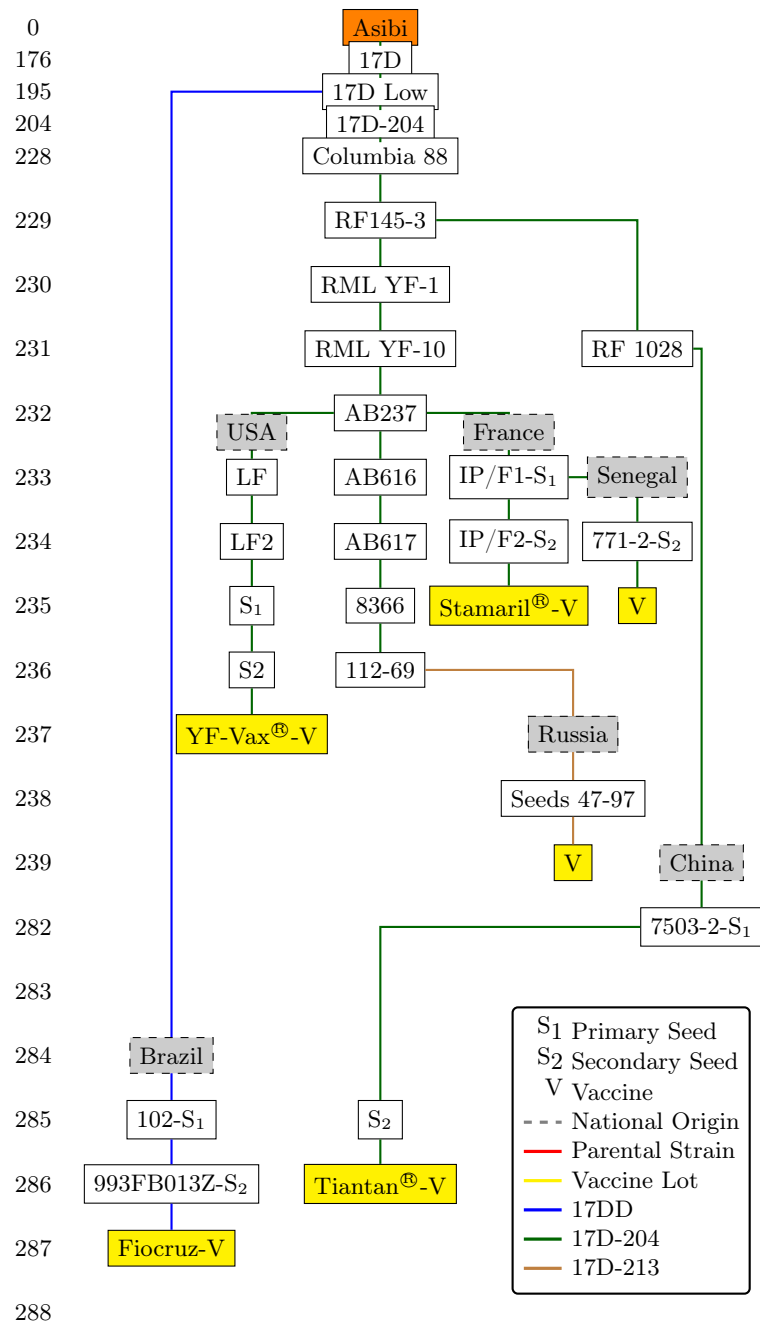 0 Asibi
176 17D
195 17D Low
204 17D-204
228 Columbia 88
229 RF145-3
230 RML YF-1
231 RML YF-10 RF 1028
232 AB237
USA France
233 LF AB616 IP/F1-S₁ Senegal
234 LF2 AB617 IP/F2-S₂ 771-2-S₂
235 S₁ 8366 Stamaril®-V V
236 S2 112-69
237 YF-Vax®-V Russia
238 Seeds 47-97
239 V China
282 7503-2-S₁
283
284 Brazil
285 102-S₁ S₂
286 993FB013Z-S₂ Tiantan®-V
287 Fiocruz-V
288
S1 Primary Seed
S2 Secondary Seed
V Vaccine
National Origin
Parental Strain
Vaccine Lot
17DD
17D-204
17D-213